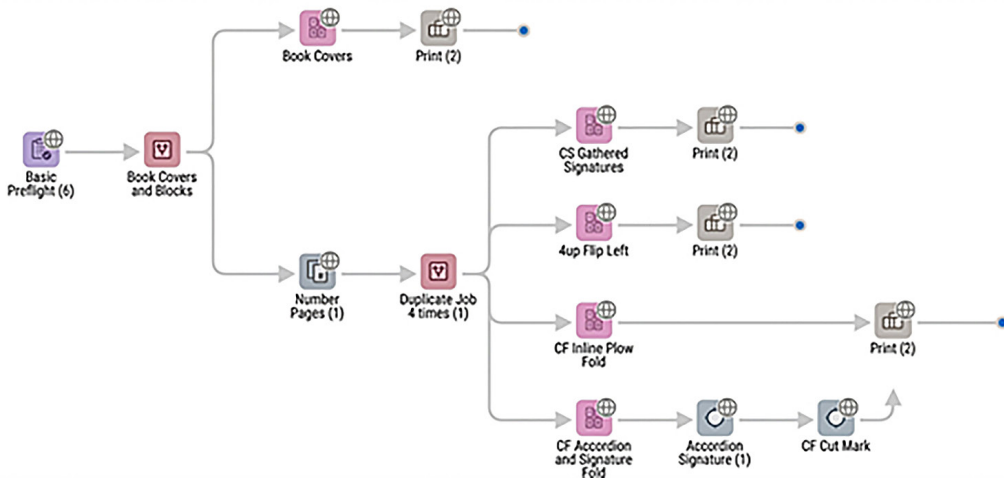 Book Covers
Print (2)
Basic
Preflight (6)
Book Covers
and Blocks
CS Gathered
Signatures
Print (2)
4up Flip Left
Print (2)
Number
Pages (1)
Duplicate Job
4 times (1)
CF Inline Plow
Fold
Print (2)
CF Accordion
and Signature
Fold
Accordion
Signature (1)
CF Cut Mark